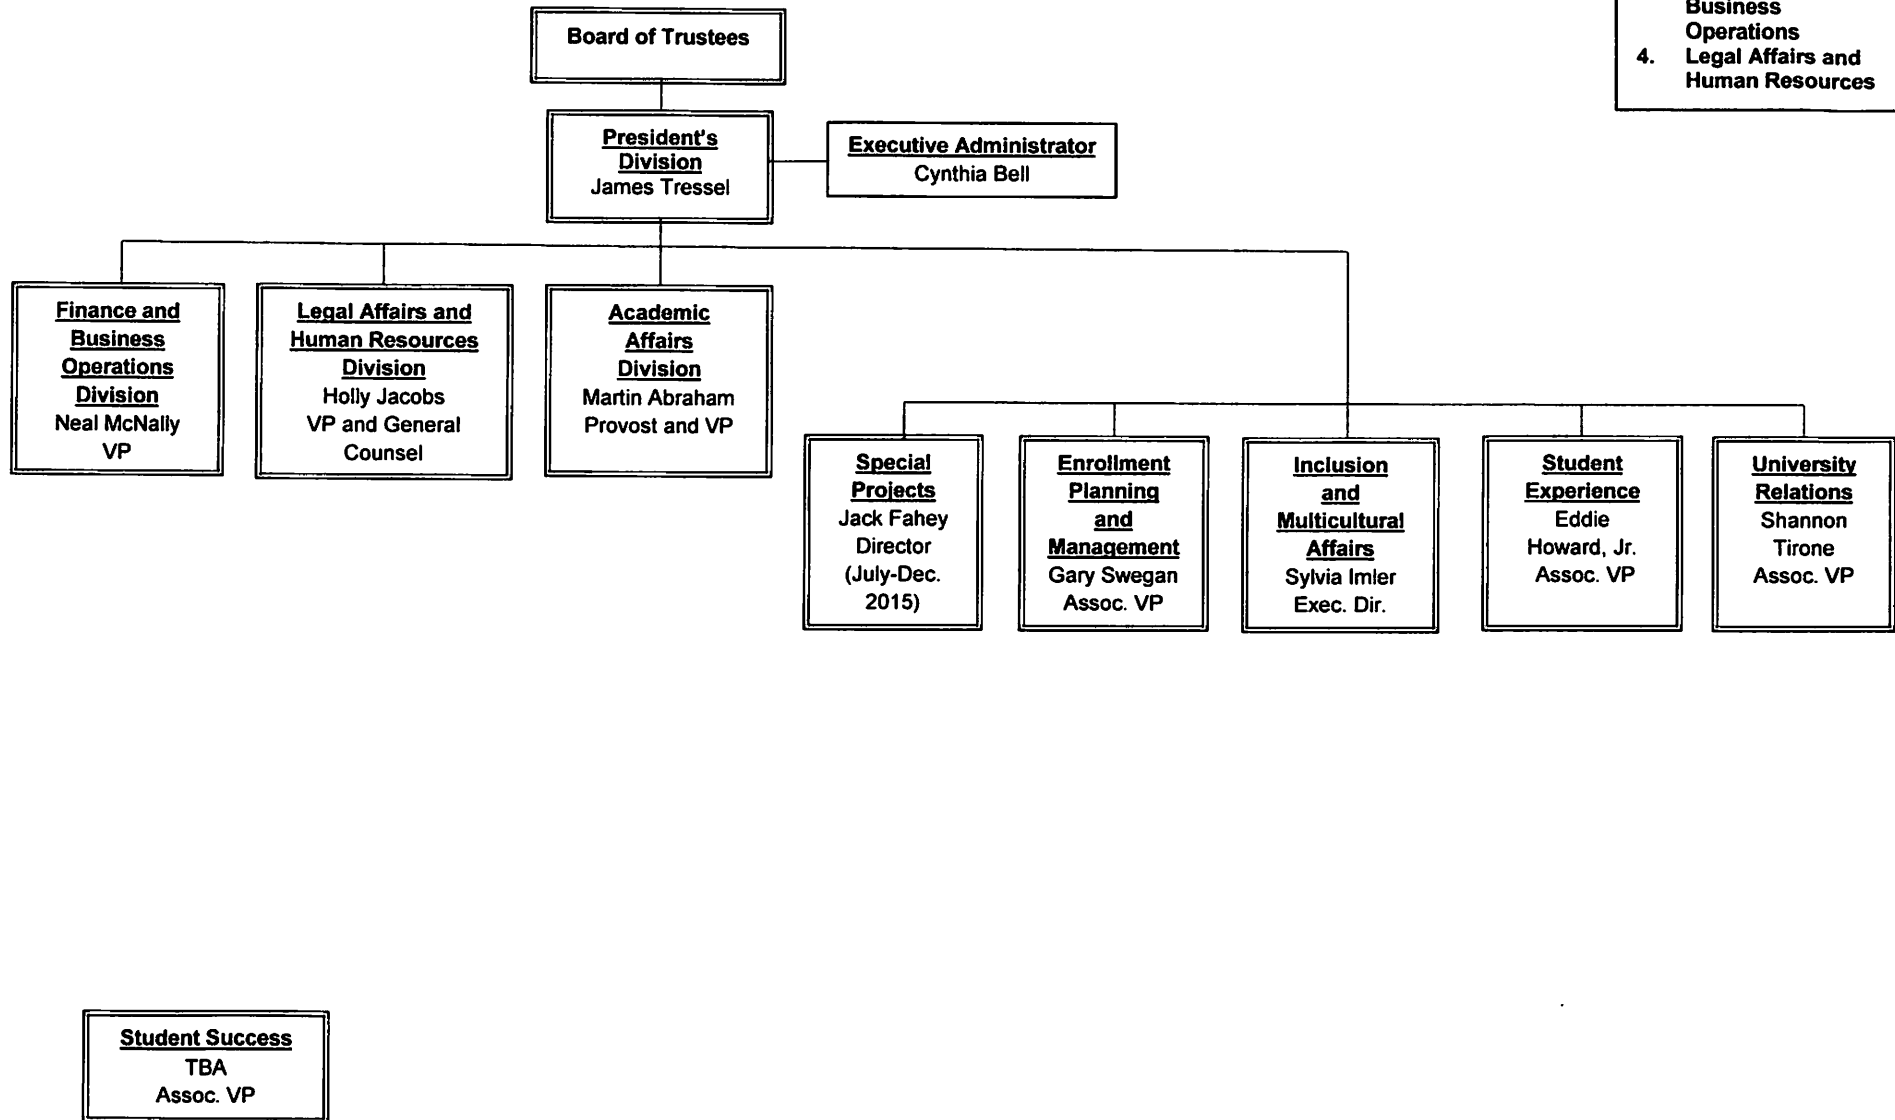 Business
Operations
4. Legal Affairs and
Human Resources
Board of Trustees
President's
Division
James Tressel
Executive Administrator
Cynthia Bell
Finance and
Business
Operations
Division
Neal McNally
VP
Legal Affairs and
Human Resources
Division
Holly Jacobs
VP and General
Counsel
Academic
Affairs
Division
Martin Abraham
Provost and VP
Special
Projects
Jack Fahey
Director
(July-Dec.
2015)
Enrollment
Planning
and
Management
Gary Swegan
Assoc. VP
Inclusion
and
Multicultural
Affairs
Sylvia Imler
Exec. Dir.
Student
Experience
Eddie
Howard, Jr.
Assoc. VP
University
Relations
Shannon
Tirone
Assoc. VP
Student Success
TBA
Assoc. VP